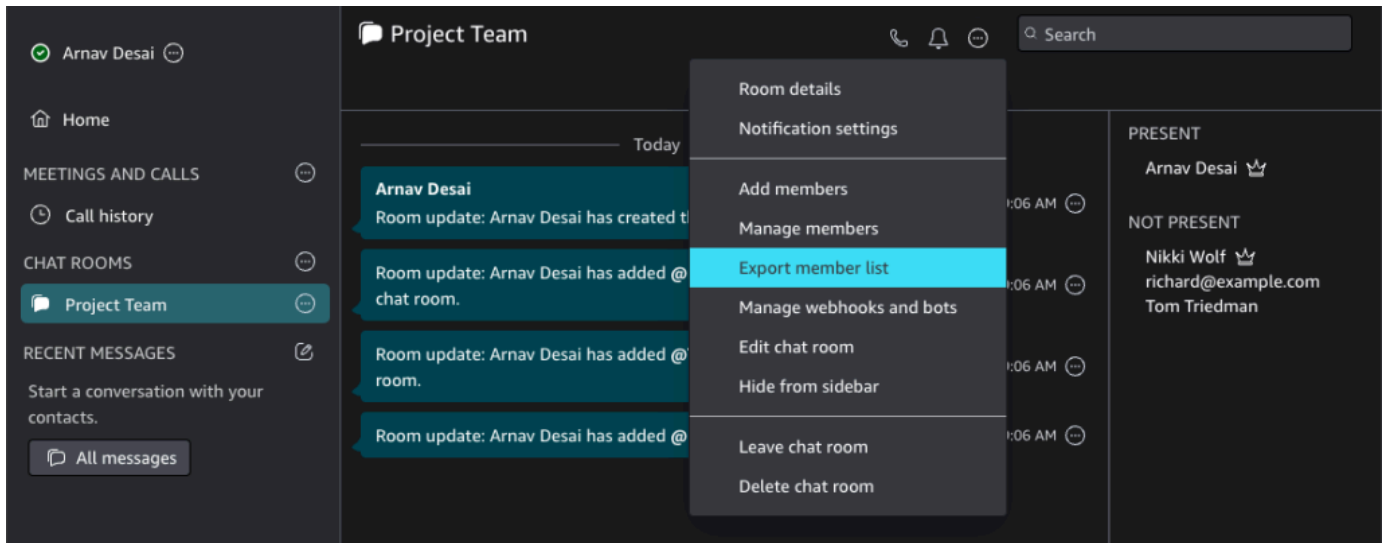 Arnav Desai
Home
MEETINGS AND CALLS
Call history
CHAT ROOMS
Project Team
RECENT MESSAGES
Start a conversation with your
contacts.
All messages
Project Team
Search
Today
Arnav Desai
Room update: Arnav Desai has created
:06 AM
Room update: Arnav Desai has added @
chat room.
:06 AM
Room update: Arnav Desai has added @
room.
:06 AM
Room update: Arnav Desai has added @
:06 AM
Room details
Notification settings
Add members
Manage members
Export member list
Manage webhooks and bots
Edit chat room
Hide from sidebar
Leave chat room
Delete chat room
PRESENT
Arnav Desai
NOT PRESENT
Nikki Wolf
richard@example.com
Tom Triedman